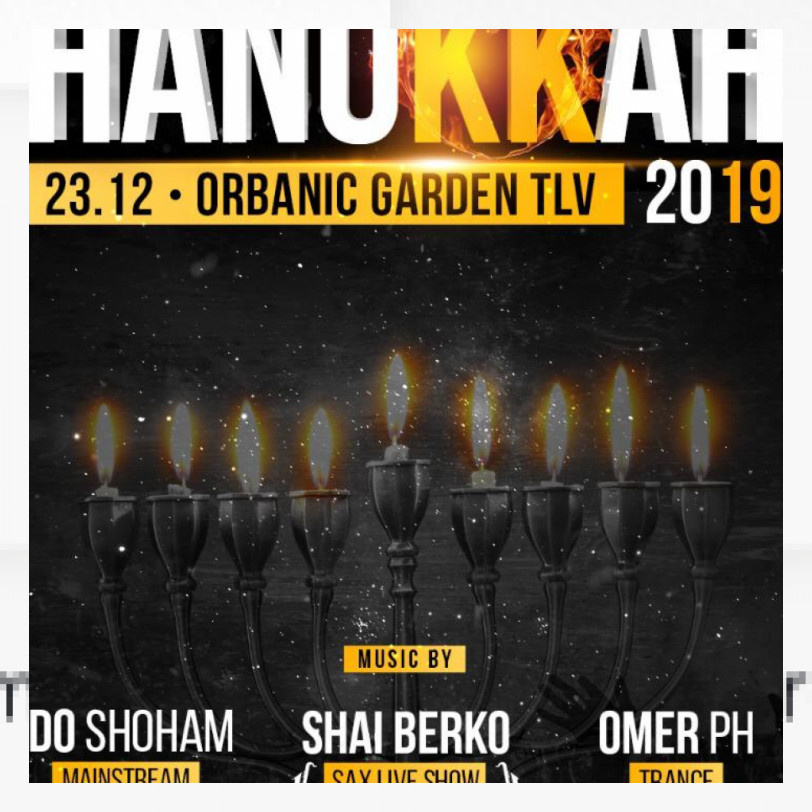 HANUKKAH
23.12 • ORBANIC GARDEN TLV 2019
MUSIC BY
DO SHOHAM SHAI BERKO OMER PH
MAINSTREAM SAX LIVE SHOW TRANCE